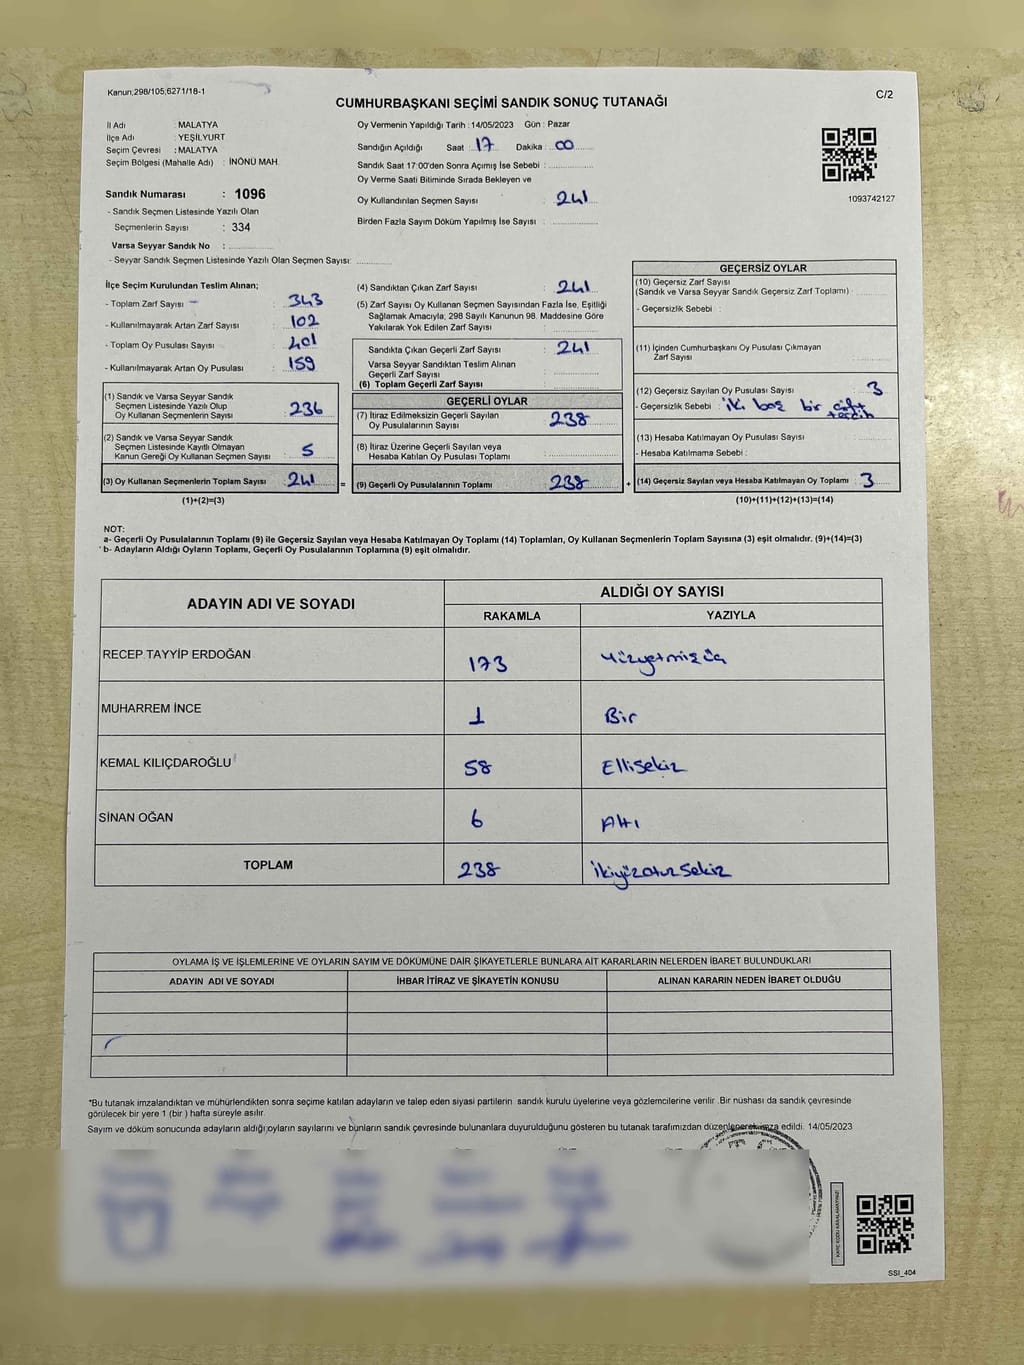 Kanun,298/105,6271/18-1
C/2
CUMHURBAŞKANI SEÇİMİ SANDIK SONUÇ TUTANAĞI
İl Adı : MALATYA
İlçe Adı : YEŞİLYURT
Seçim Çevresi : MALATYA
Seçim Bölgesi (Mahalle Adı) : İNÖNÜ MAH.
Sandık Numarası : 1096
- Sandık Seçmen Listesinde Yazılı Olan
Seçmenlerin Sayısı : 334
Varsa Seyyar Sandık No :
- Seyyar Sandık Seçmen Listesinde Yazılı Olan Seçmen Sayısı:
Oy Vermenin Yapıldığı Tarih : 14/05/2023 Gün : Pazar
Sandığın Açıldığı Saat : 17 Dakika : 00
Sandık Saat 17:00'den Sonra Açımış İse Sebebi :
Oy Verme Saati Bitiminde Sırada Bekleyen ve
Oy Kullandırılan Seçmen Sayısı : 241
Birden Fazla Sayım Döküm Yapılmış İse Sayısı :
1093742127
İlçe Seçim Kurulundan Teslim Alınan;
- Toplam Zarf Sayısı : 343
- Kullanılmayarak Artan Zarf Sayısı : 102
- Toplam Oy Pusulası Sayısı : 401
- Kullanılmayarak Artan Oy Pusulası : 159
(1) Sandık ve Varsa Seyyar Sandık
Seçmen Listesinde Yazılı Olup
Oy Kullanan Seçmenlerin Sayısı : 236
(2) Sandık ve Varsa Seyyar Sandık
Seçmen Listesinde Kayıtlı Olmayan
Kanun Gereği Oy Kullanan Seçmen Sayısı : 5
(3) Oy Kullanan Seçmenlerin Toplam Sayısı : 241
(1)+(2)=(3)
(4) Sandıktan Çıkan Zarf Sayısı : 241
(5) Zarf Sayısı Oy Kullanan Seçmen Sayısından Fazla İse, Eşitliği
Sağlamak Amacıyla; 298 Sayılı Kanunun 98. Maddesine Göre
Yakılarak Yok Edilen Zarf Sayısı :
Sandıkta Çıkan Geçerli Zarf Sayısı : 241
Varsa Seyyar Sandıktan Teslim Alınan
Geçerli Zarf Sayısı :
(6) Toplam Geçerli Zarf Sayısı :
GEÇERLİ OYLAR
(7) İtiraz Edilmeksizin Geçerli Sayılan
Oy Pusulalarının Sayısı : 238
(8) İtiraz Üzerine Geçerli Sayılan veya
Hesaba Katılan Oy Pusulası Toplamı :
= (9) Geçerli Oy Pusulalarının Toplamı : 238 +
GEÇERSİZ OYLAR
(10) Geçersiz Zarf Sayısı
(Sandık ve Varsa Seyyar Sandık Geçersiz Zarf Toplamı) :
- Geçersizlik Sebebi :
(11) İçinden Cumhurbaşkanı Oy Pusulası Çıkmayan
Zarf Sayısı :
(12) Geçersiz Sayılan Oy Pusulası Sayısı : 3
- Geçersizlik Sebebi : iki boş bir çift
tercih
(13) Hesaba Katılmayan Oy Pusulası Sayısı :
- Hesaba Katılmama Sebebi :
(14) Geçersiz Sayılan veya Hesaba Katılmayan Oy Toplamı : 3
(10)+(11)+(12)+(13)=(14)
NOT:
a- Geçerli Oy Pusulalarının Toplamı (9) ile Geçersiz Sayılan veya Hesaba Katılmayan Oy Toplamı (14) Toplamları, Oy Kullanan Seçmenlerin Toplam Sayısına (3) eşit olmalıdır. (9)+(14)=(3)
b- Adayların Aldığı Oyların Toplamı, Geçerli Oy Pusulalarının Toplamına (9) eşit olmalıdır.
ADAYIN ADI VE SOYADI
ALDIĞI OY SAYISI
RAKAMLA YAZIYLA
RECEP TAYYİP ERDOĞAN 173 Yüzyetmişüç
MUHARREM İNCE 1 Bir
KEMAL KILIÇDAROĞLU 58 Ellisekiz
SİNAN OĞAN 6 Altı
TOPLAM 238 İkiyüzotuzsekiz
OYLAMA İŞ VE İŞLEMLERİNE VE OYLARIN SAYIM VE DÖKÜMÜNE DAİR ŞİKAYETLERLE BUNLARA AİT KARARLARIN NELERDEN İBARET BULUNDUKLARI
ADAYIN ADI VE SOYADI İHBAR İTİRAZ VE ŞİKAYETİN KONUSU ALINAN KARARIN NEDEN İBARET OLDUĞU
*Bu tutanak imzalandıktan ve mühürlendikten sonra seçime katılan adayların ve talep eden siyasi partilerin sandık kurulu üyelerine veya gözlemcilerine verilir .Bir nüshası da sandık çevresinde
görülecek bir yere 1 (bir ) hafta süreyle asılır.
Sayım ve döküm sonucunda adayların aldığı oyların sayılarını ve bunların sandık çevresinde bulunanlara duyurulduğunu gösteren bu tutanak tarafımızdan düzenlenerek imza edildi. 14/05/2023
KARE KODU KARALAMAYINIZ!
SSI_404